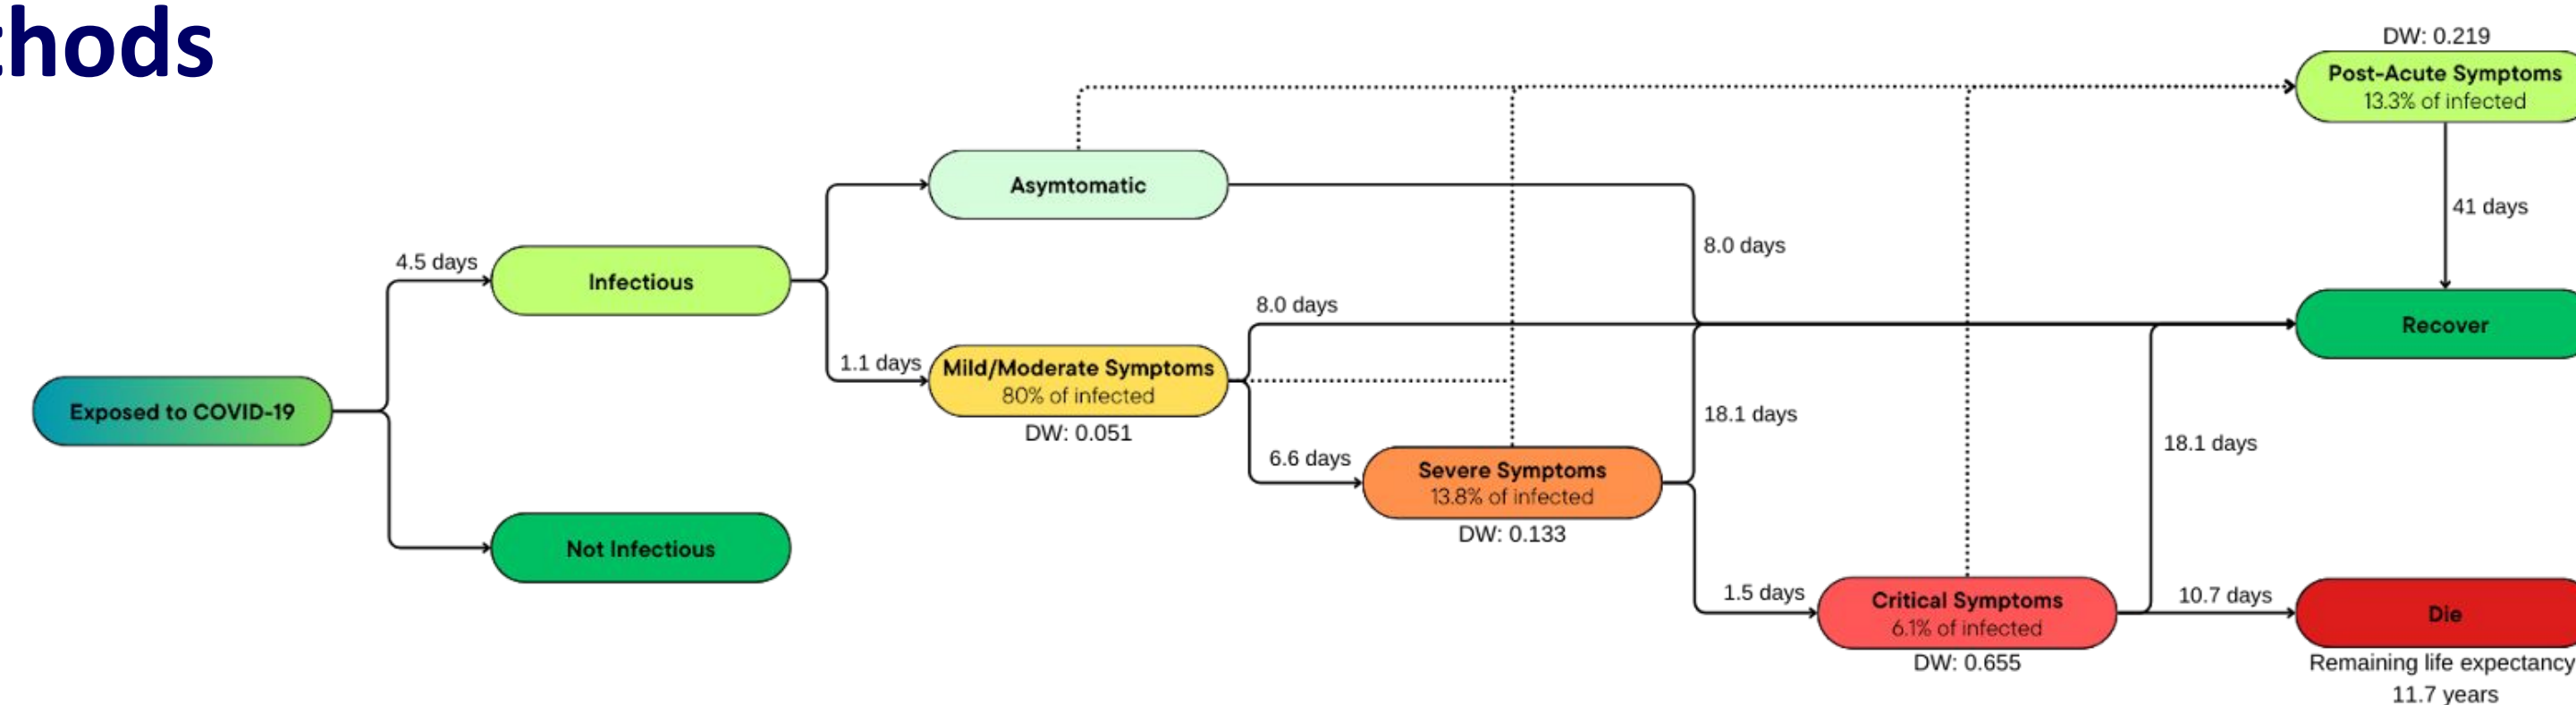 thods
DW: 0.219
Post-Acute Symptoms
13.3% of infected
Asymtomatic
41 days
8.0 days
4.5 days
Infectious
8.0 days
Recover
1.1 days
Mild/Moderate Symptoms
80% of infected
DW: 0.051
Exposed to COVID-19
18.1 days
18.1 days
6.6 days
Severe Symptoms
13.8% of infected
DW: 0.133
Not Infectious
1.5 days
Critical Symptoms
6.1% of infected
DW: 0.655
10.7 days
Die
Remaining life expectancy
11.7 years